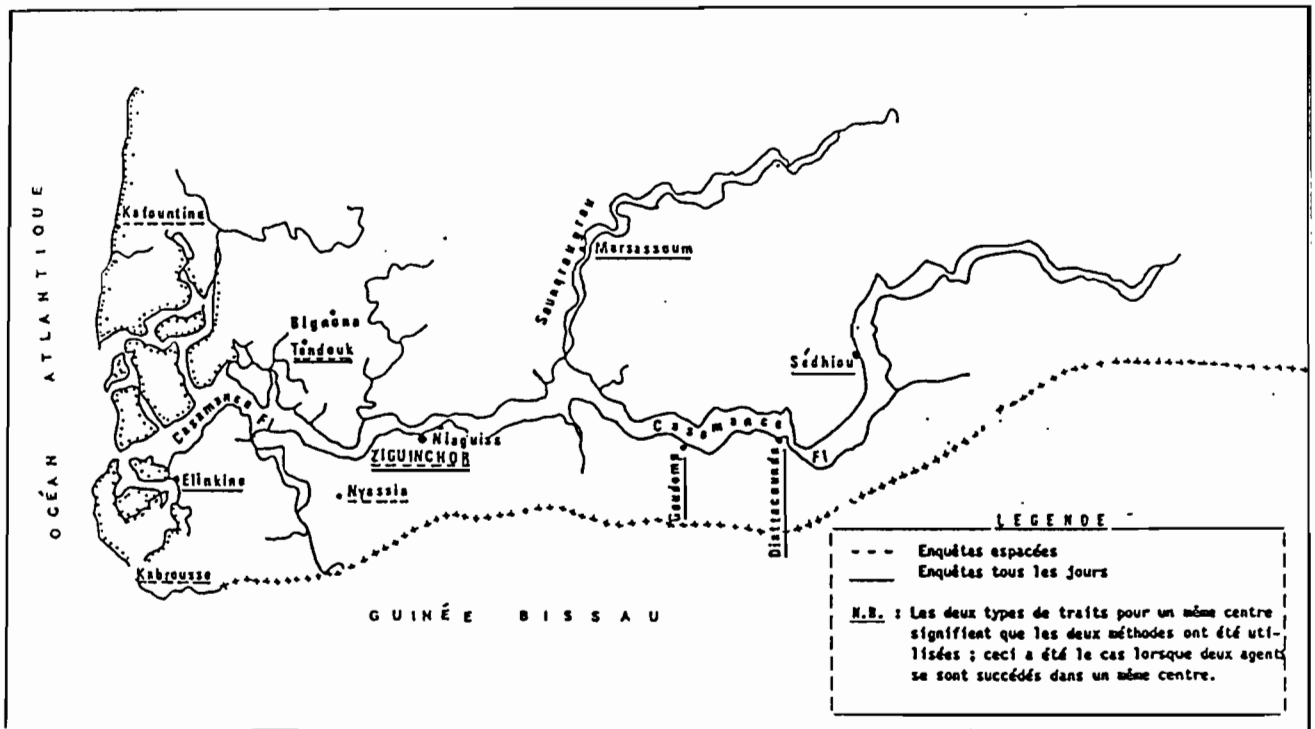 OCÉAN ATLANTIQUE
Kafountine
Bignona
Tendouk
Casamance Fl
Elinkine
Kabrousse
Nyassia
ZIGUINCHOR
Niaguiss
Soungrougrou
Marsassoum
Casamance Fl
Goudomp
Diattacounda
Sédhiou
GUINÉE BISSAU
LEGENDE
Enquêtes espacées
Enquêtes tous les jours
N.B. : Les deux types de traits pour un même centre
signifient que les deux méthodes ont été uti-
lisées ; ceci a été le cas lorsque deux agents
se sont succédés dans un même centre.